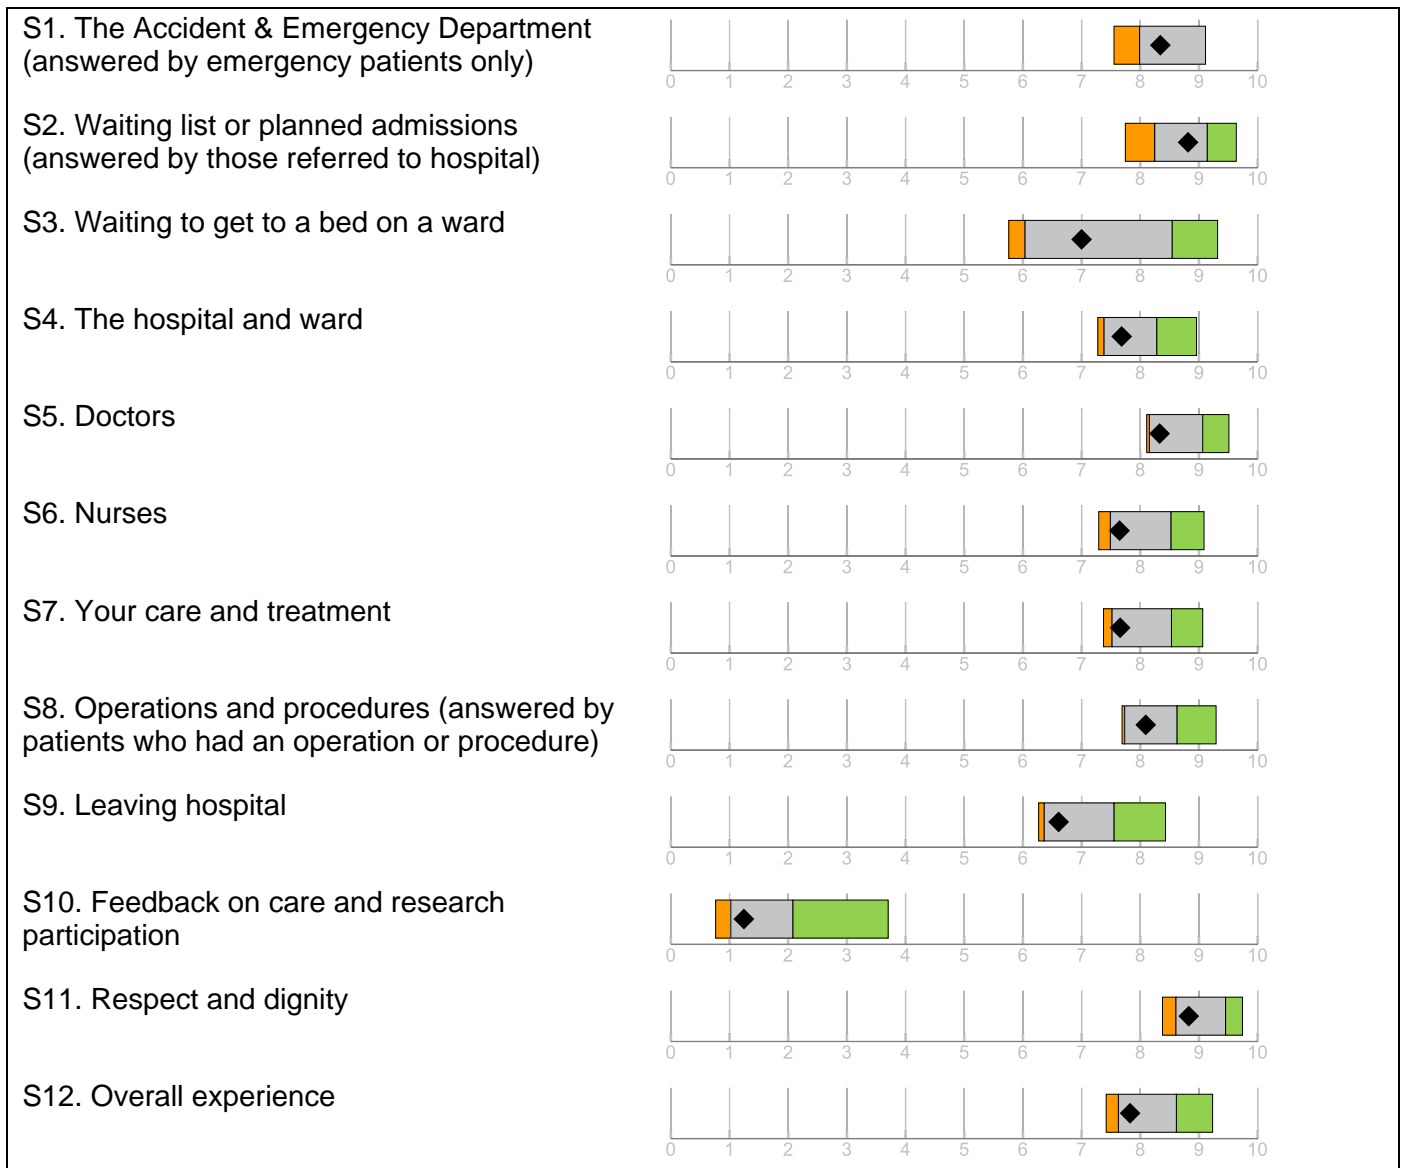 S1. The Accident & Emergency Department
(answered by emergency patients only)
0 1 2 3 4 5 6 7 8 9 10
S2. Waiting list or planned admissions
(answered by those referred to hospital)
0 1 2 3 4 5 6 7 8 9 10
S3. Waiting to get to a bed on a ward
0 1 2 3 4 5 6 7 8 9 10
S4. The hospital and ward
0 1 2 3 4 5 6 7 8 9 10
S5. Doctors
0 1 2 3 4 5 6 7 8 9 10
S6. Nurses
0 1 2 3 4 5 6 7 8 9 10
S7. Your care and treatment
0 1 2 3 4 5 6 7 8 9 10
S8. Operations and procedures (answered by
patients who had an operation or procedure)
0 1 2 3 4 5 6 7 8 9 10
S9. Leaving hospital
0 1 2 3 4 5 6 7 8 9 10
S10. Feedback on care and research
participation
0 1 2 3 4 5 6 7 8 9 10
S11. Respect and dignity
0 1 2 3 4 5 6 7 8 9 10
S12. Overall experience
0 1 2 3 4 5 6 7 8 9 10